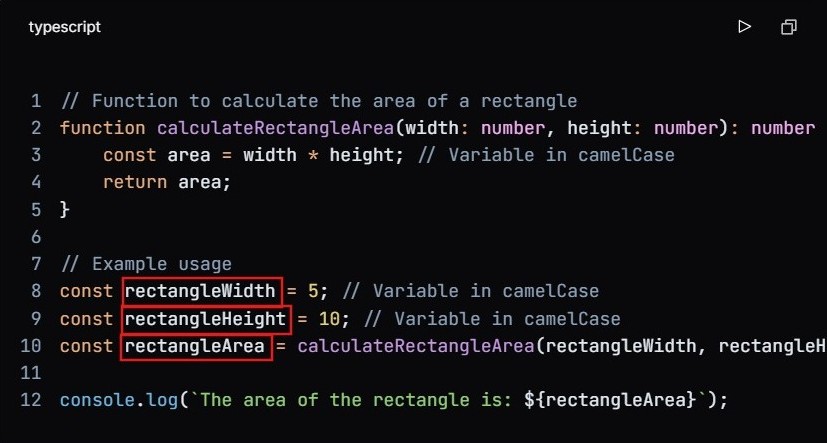 typescript
1 // Function to calculate the area of a rectangle
2 function calculateRectangleArea(width: number, height: number): number
3 const area = width * height; // Variable in camelCase
4 return area;
5 }
6
7 // Example usage
8 const rectangleWidth = 5; // Variable in camelCase
9 const rectangleHeight = 10; // Variable in camelCase
10 const rectangleArea = calculateRectangleArea(rectangleWidth, rectangleH
11
12 console.log(`The area of the rectangle is: ${rectangleArea}`);